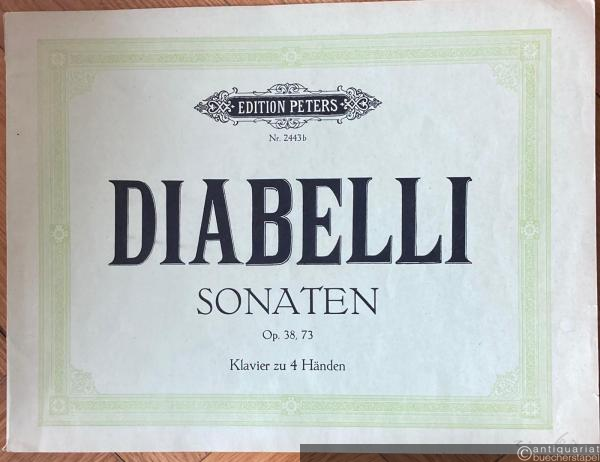 EDITION PETERS
Nr. 2443b
DIABELLI
SONATEN
Op. 38, 73
Klavier zu 4 Händen
antiquariat
buecherstapel